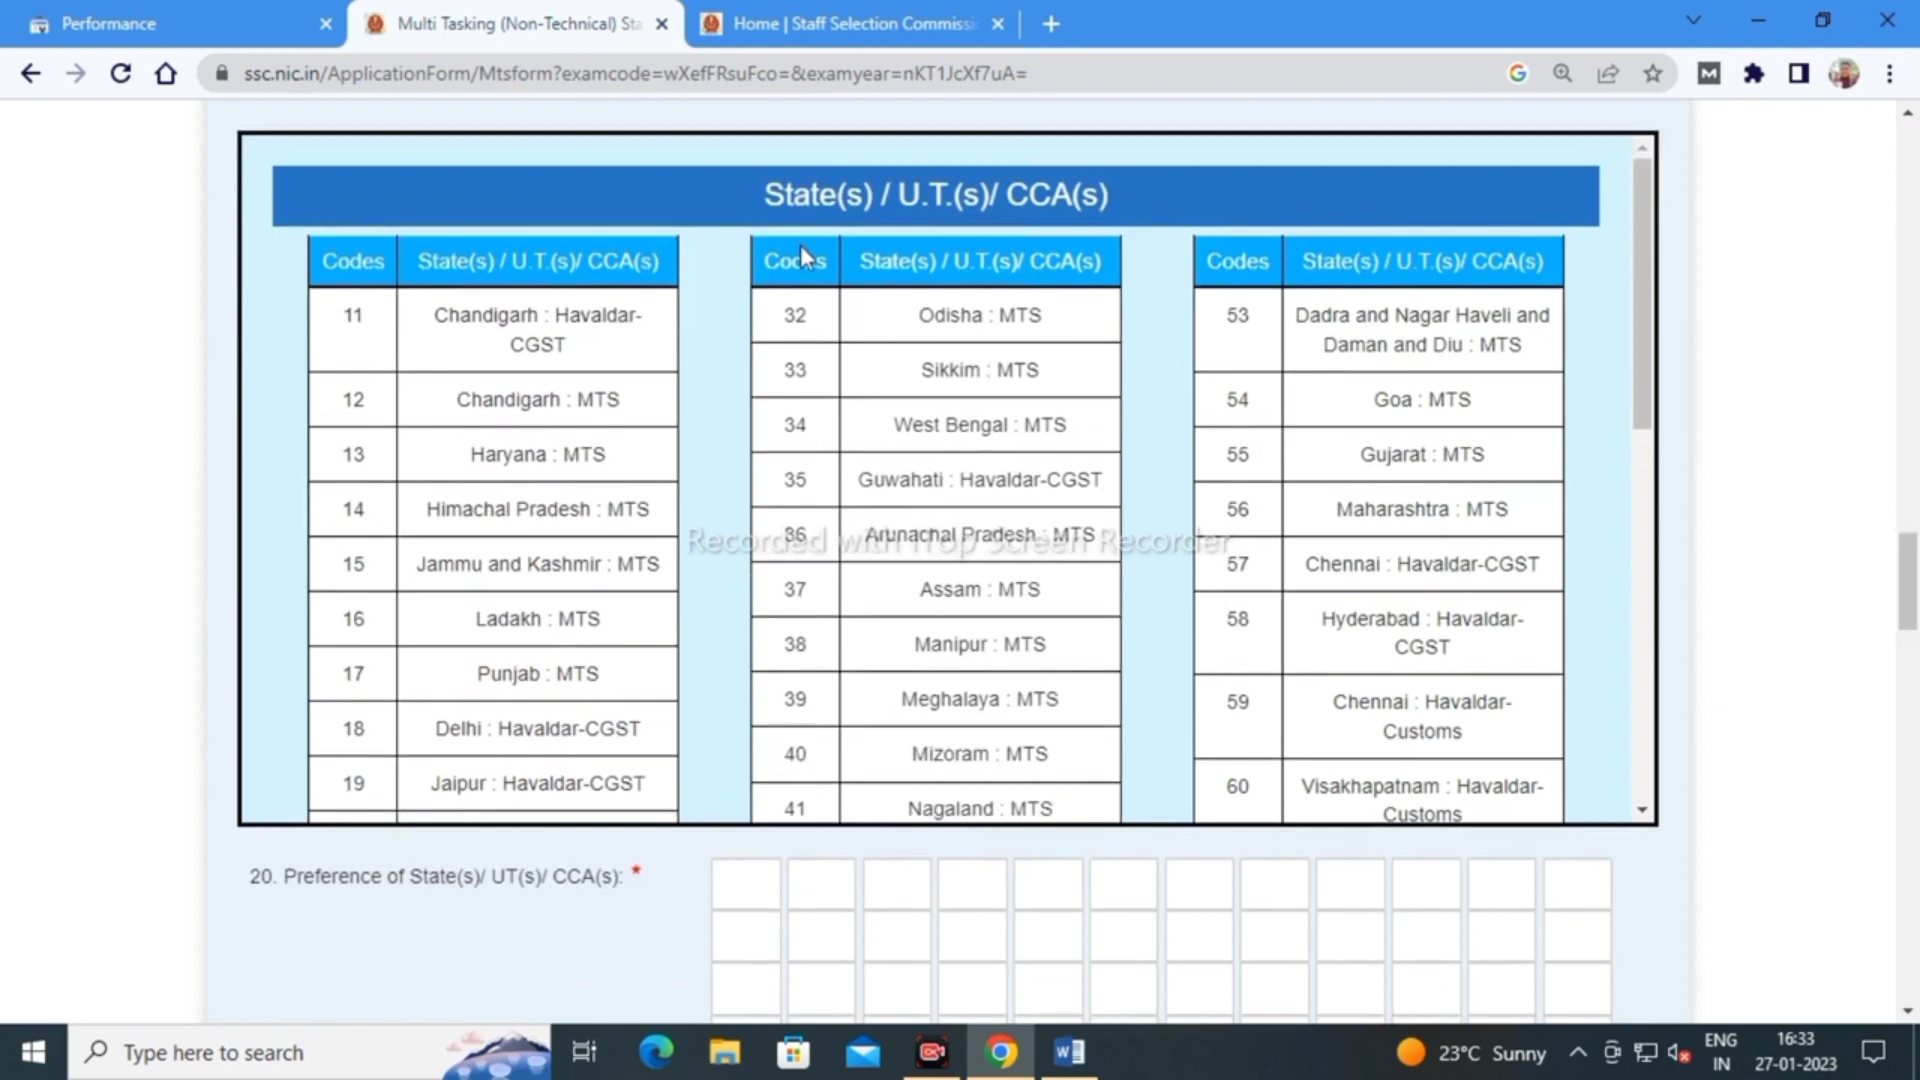 Performance
Multi Tasking (Non-Technical) Sta
Home | Staff Selection Commissi
ssc.nic.in/ApplicationForm/Mtsform?examcode=wXefFRsuFco=&examyear=nKT1JcXf7uA=
State(s) / U.T.(s)/ CCA(s)
Codes State(s) / U.T.(s)/ CCA(s)
11 Chandigarh : Havaldar-
CGST
12 Chandigarh : MTS
13 Haryana : MTS
14 Himachal Pradesh : MTS
15 Jammu and Kashmir : MTS
16 Ladakh : MTS
17 Punjab : MTS
18 Delhi : Havaldar-CGST
19 Jaipur : Havaldar-CGST
Codes State(s) / U.T.(s)/ CCA(s)
32 Odisha : MTS
33 Sikkim : MTS
34 West Bengal : MTS
35 Guwahati : Havaldar-CGST
36 Arunachal Pradesh : MTS
37 Assam : MTS
38 Manipur : MTS
39 Meghalaya : MTS
40 Mizoram : MTS
41 Nagaland : MTS
Codes State(s) / U.T.(s)/ CCA(s)
53 Dadra and Nagar Haveli and
Daman and Diu : MTS
54 Goa : MTS
55 Gujarat : MTS
56 Maharashtra : MTS
57 Chennai : Havaldar-CGST
58 Hyderabad : Havaldar-
CGST
59 Chennai : Havaldar-
Customs
60 Visakhapatnam : Havaldar-
Customs
Recorded with iTop Screen Recorder
20. Preference of State(s)/ UT(s)/ CCA(s): *
Type here to search
23°C Sunny
ENG
IN
16:33
27-01-2023